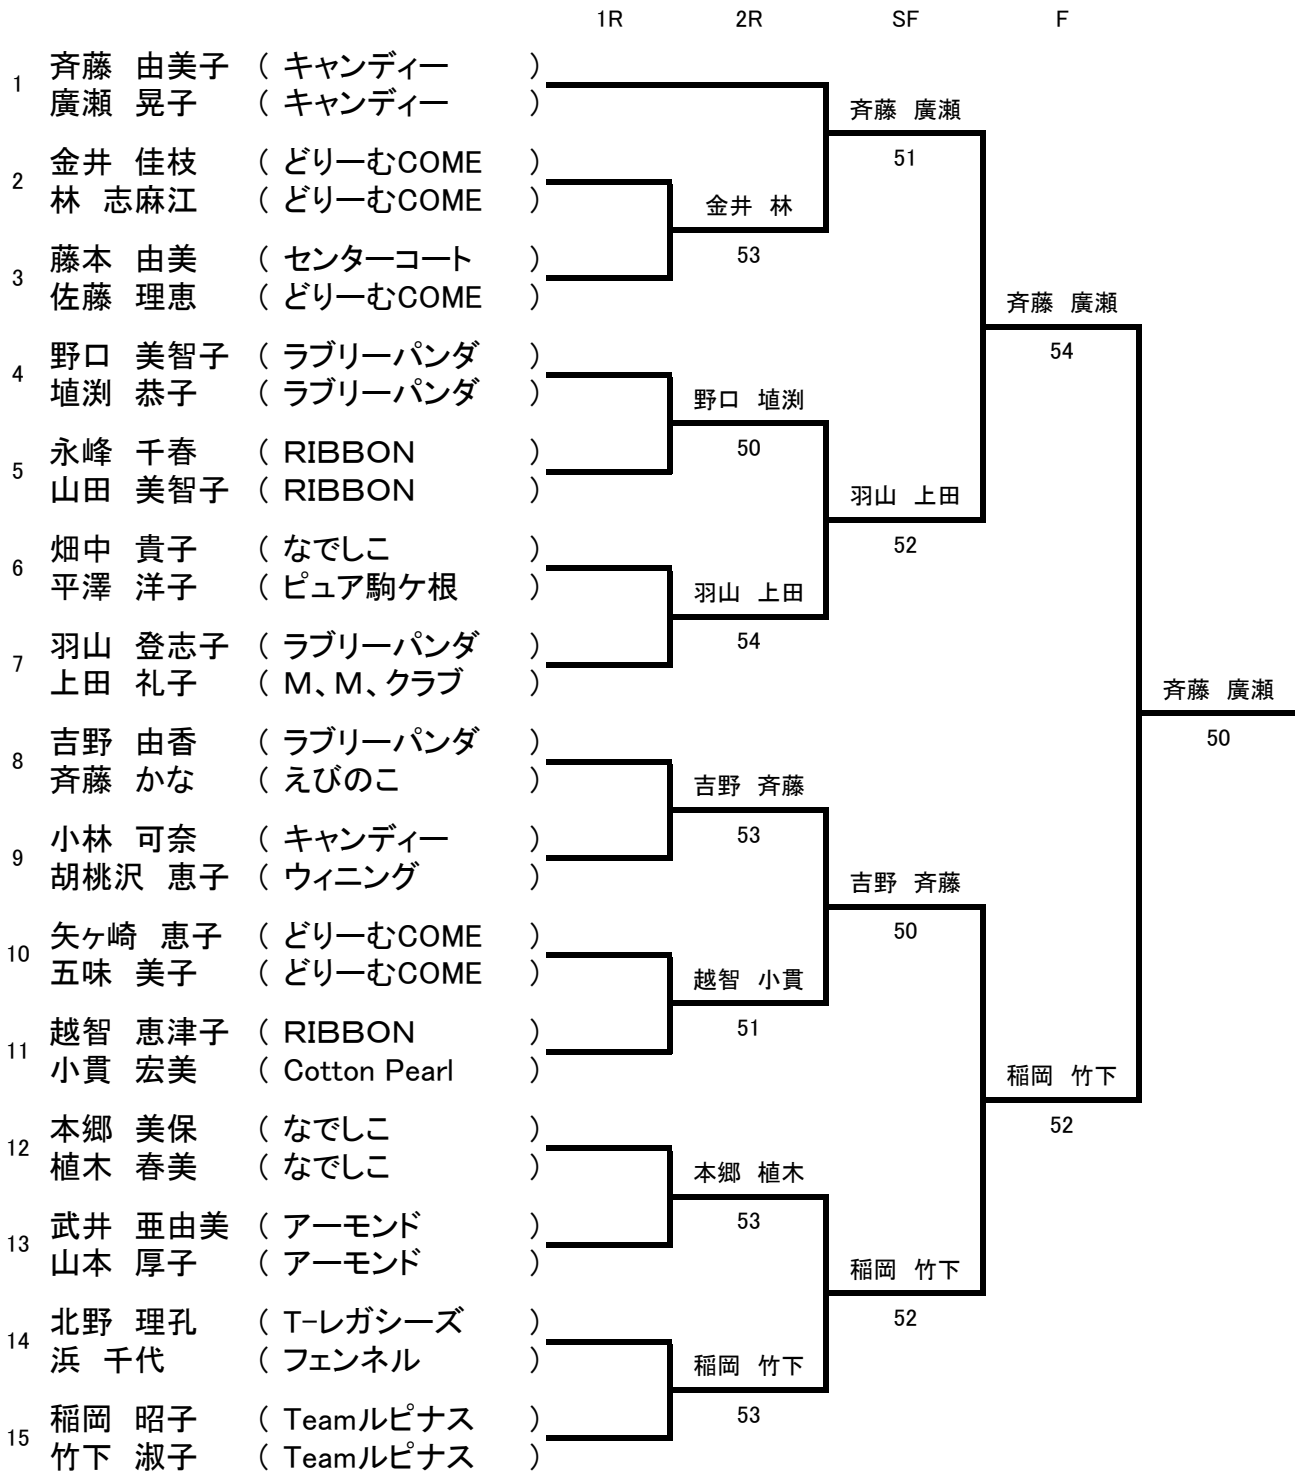 1R 2R SF F
1 斉藤 由美子 ( キャンディー )
廣瀬 晃子 ( キャンディー )
斉藤 廣瀬
51
2 金井 佳枝 ( どりーむCOME )
林 志麻江 ( どりーむCOME )
金井 林
53
3 藤本 由美 ( センターコート )
佐藤 理恵 ( どりーむCOME )
斉藤 廣瀬
54
4 野口 美智子 ( ラブリーパンダ )
埴渕 恭子 ( ラブリーパンダ )
野口 埴渕
50
5 永峰 千春 ( RIBBON )
山田 美智子 ( RIBBON )
羽山 上田
52
6 畑中 貴子 ( なでしこ )
平澤 洋子 ( ピュア駒ケ根 )
羽山 上田
54
7 羽山 登志子 ( ラブリーパンダ )
上田 礼子 ( M、M、クラブ )
斉藤 廣瀬
50
8 吉野 由香 ( ラブリーパンダ )
斉藤 かな ( えびのこ )
吉野 斉藤
53
9 小林 可奈 ( キャンディー )
胡桃沢 恵子 ( ウィニング )
吉野 斉藤
50
10 矢ヶ崎 恵子 ( どりーむCOME )
五味 美子 ( どりーむCOME )
越智 小貫
51
11 越智 恵津子 ( RIBBON )
小貫 宏美 ( Cotton Pearl )
稲岡 竹下
52
12 本郷 美保 ( なでしこ )
植木 春美 ( なでしこ )
本郷 植木
53
13 武井 亜由美 ( アーモンド )
山本 厚子 ( アーモンド )
稲岡 竹下
52
14 北野 理孔 ( T-レガシーズ )
浜 千代 ( フェンネル )
稲岡 竹下
53
15 稲岡 昭子 ( Teamルピナス )
竹下 淑子 ( Teamルピナス )